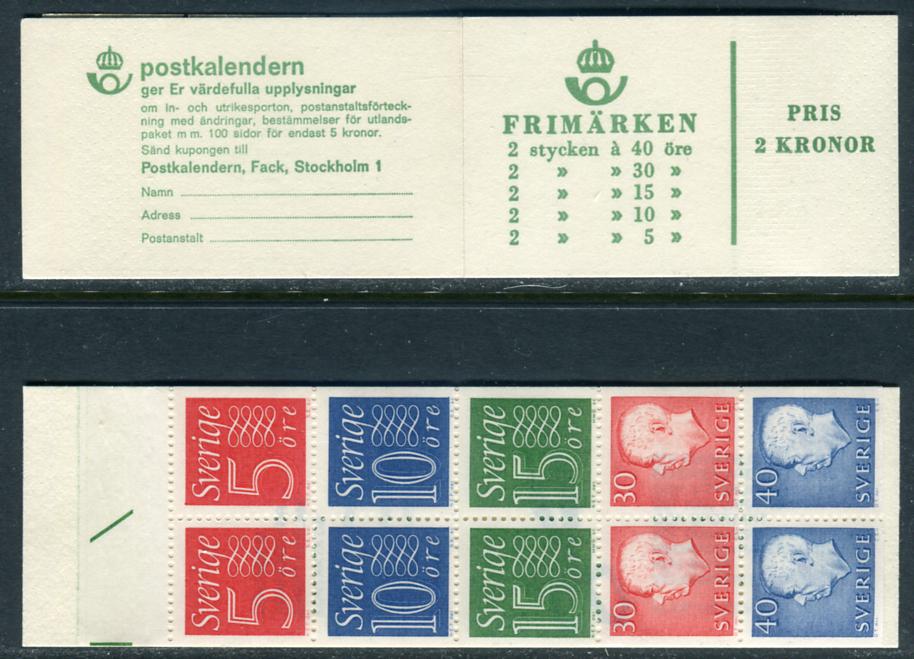 postkalendern
ger Er värdefulla upplysningar
om in- och utrikesporton, postanstaltsförteck-
ning med ändringar, bestämmelser för utlands-
paket m m. 100 sidor för endast 5 kronor.
Sänd kupongen till
Postkalendern, Fack, Stockholm 1
Namn
Adress
Postanstalt
FRIMÄRKEN
2 stycken à 40 öre
2 » » 30 »
2 » » 15 »
2 » » 10 »
2 » » 5 »
PRIS
2 KRONOR
Sverige
5 öre
Sverige
10 öre
Sverige
15 öre
30
SVERIGE
40
SVERIGE
Sverige
5 öre
Sverige
10 öre
Sverige
15 öre
30
SVERIGE
40
SVERIGE